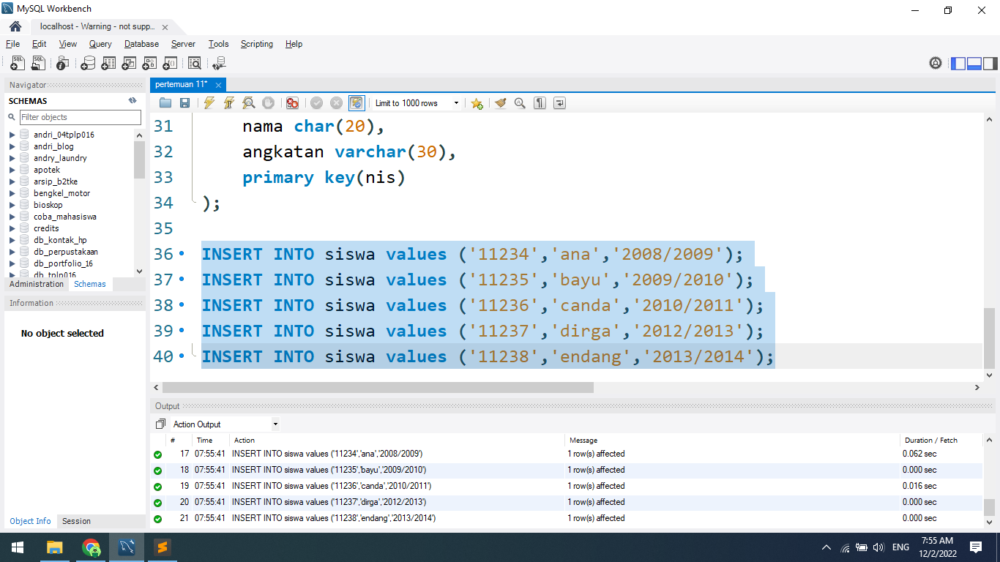 MySQL Workbench
localhost - Warning - not supp...
File Edit View Query Database Server Tools Scripting Help
Navigator
SCHEMAS
Filter objects
andri_04tplp016
andri_blog
andry_laundry
apotek
arsip_b2tke
bengkel_motor
bioskop
coba_mahasiswa
credits
db_kontak_hp
db_perpustakaan
db_portfolio_16
db_tplp016
Administration Schemas
Information
No object selected
Object Info Session
pertemuan 11*
Limit to 1000 rows
31 nama char(20),
32 angkatan varchar(30),
33 primary key(nis)
34 );
35
36 INSERT INTO siswa values ('11234','ana','2008/2009');
37 INSERT INTO siswa values ('11235','bayu','2009/2010');
38 INSERT INTO siswa values ('11236','canda','2010/2011');
39 INSERT INTO siswa values ('11237','dirga','2012/2013');
40 INSERT INTO siswa values ('11238','endang','2013/2014');
Output
Action Output
# Time Action Message Duration / Fetch
17 07:55:41 INSERT INTO siswa values ('11234','ana','2008/2009') 1 row(s) affected 0.062 sec
18 07:55:41 INSERT INTO siswa values ('11235','bayu','2009/2010') 1 row(s) affected 0.000 sec
19 07:55:41 INSERT INTO siswa values ('11236','canda','2010/2011') 1 row(s) affected 0.016 sec
20 07:55:41 INSERT INTO siswa values ('11237','dirga','2012/2013') 1 row(s) affected 0.000 sec
21 07:55:41 INSERT INTO siswa values ('11238','endang','2013/2014') 1 row(s) affected 0.000 sec
ENG
7:55 AM
12/2/2022